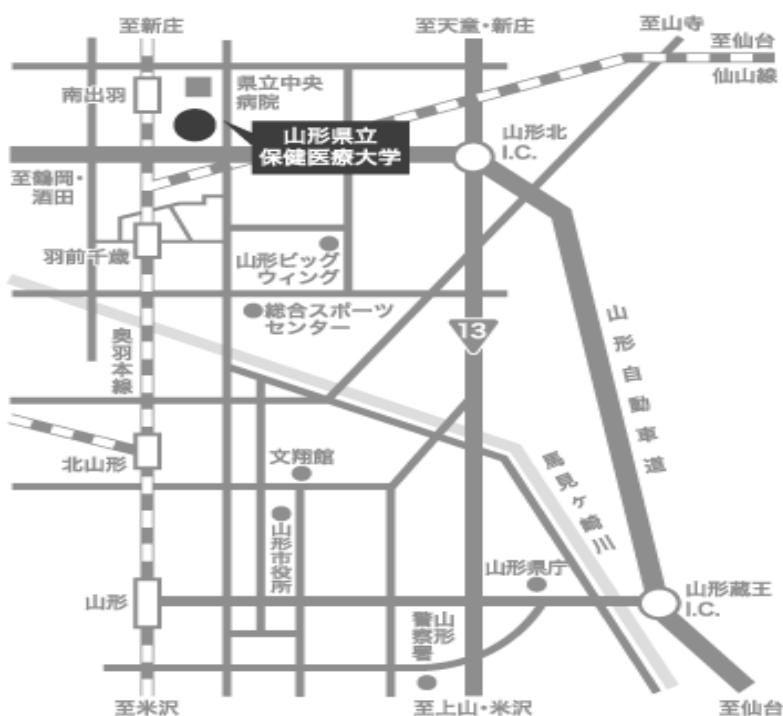 至新庄
至天童・新庄
至山寺
至仙台
仙山線
南出羽
県立中央
病院
山形県立
保健医療大学
山形北
I.C.
至鶴岡・
酒田
羽前千歳
山形ビッグ
ウィング
総合スポーツ
センター
13
奥羽本線
山形自動車道
北山形
文翔館
馬見ヶ崎川
山形市役所
山形県庁
山形
山形蔵王
I.C.
山形
警察署
至米沢
至上山・米沢
至仙台